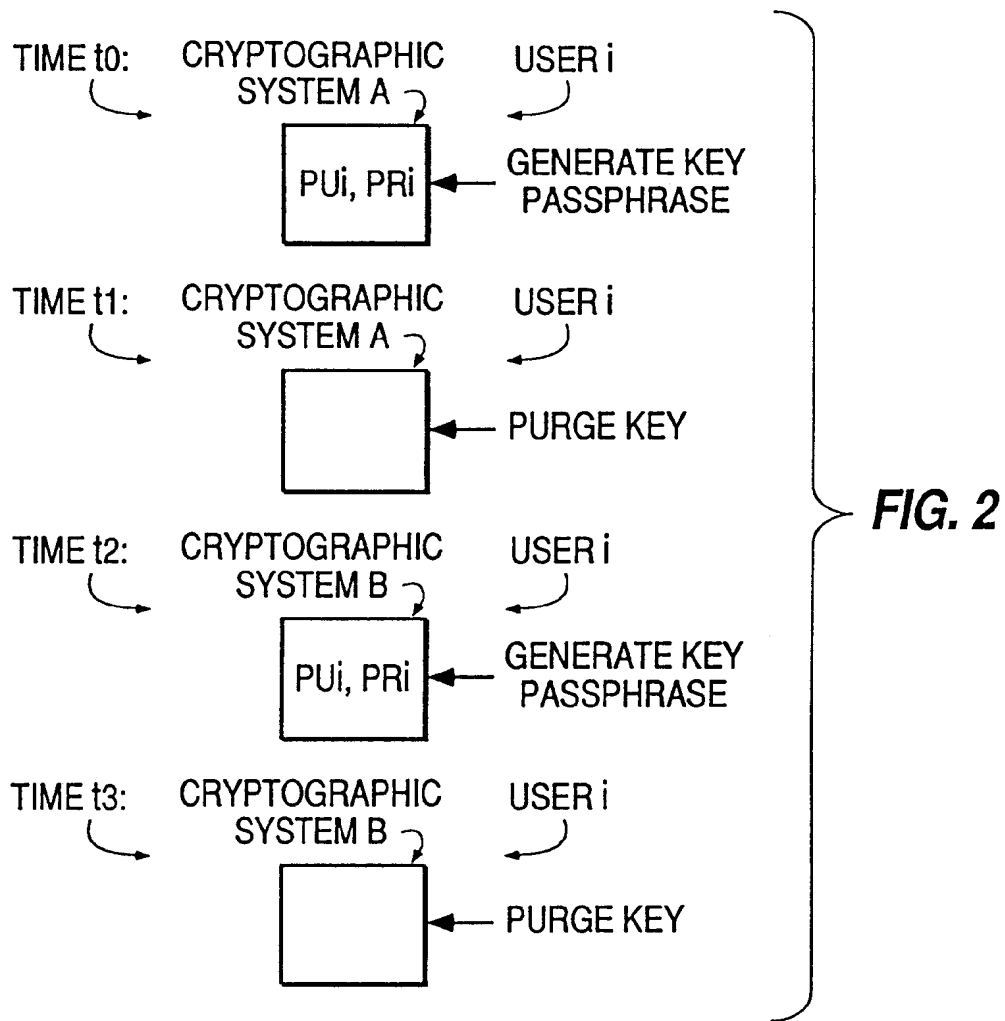 TIME t0:
CRYPTOGRAPHIC
SYSTEM A
USER i
PUi, PRi
GENERATE KEY
PASSPHRASE
TIME t1:
CRYPTOGRAPHIC
SYSTEM A
USER i
PURGE KEY
FIG. 2
TIME t2:
CRYPTOGRAPHIC
SYSTEM B
USER i
PUi, PRi
GENERATE KEY
PASSPHRASE
TIME t3:
CRYPTOGRAPHIC
SYSTEM B
USER i
PURGE KEY